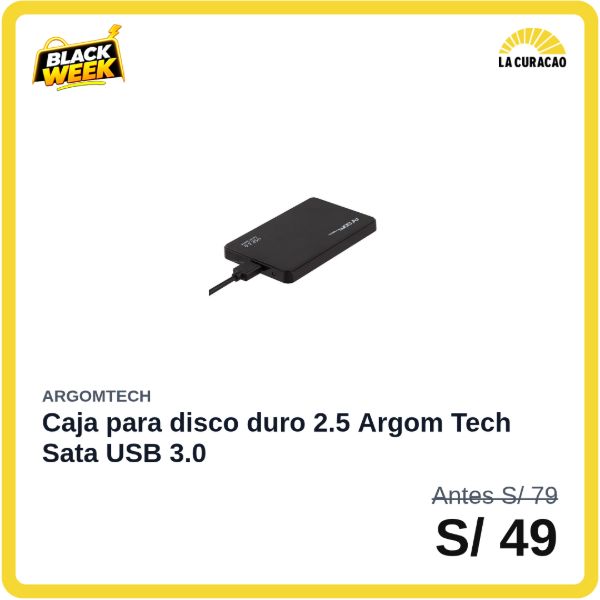 BLACK
WEEK
LA CURACAO
ARGOM
ARGOMTECH
Caja para disco duro 2.5 Argom Tech
Sata USB 3.0
Antes S/ 79
S/ 49